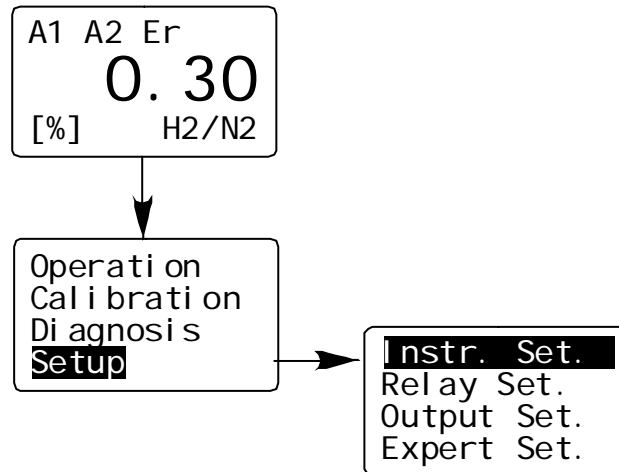 A1 A2 Er
0.30
[%] H2/N2
Operation
Calibration
Diagnosis
Setup
Instr. Set.
Relay Set.
Output Set.
Expert Set.